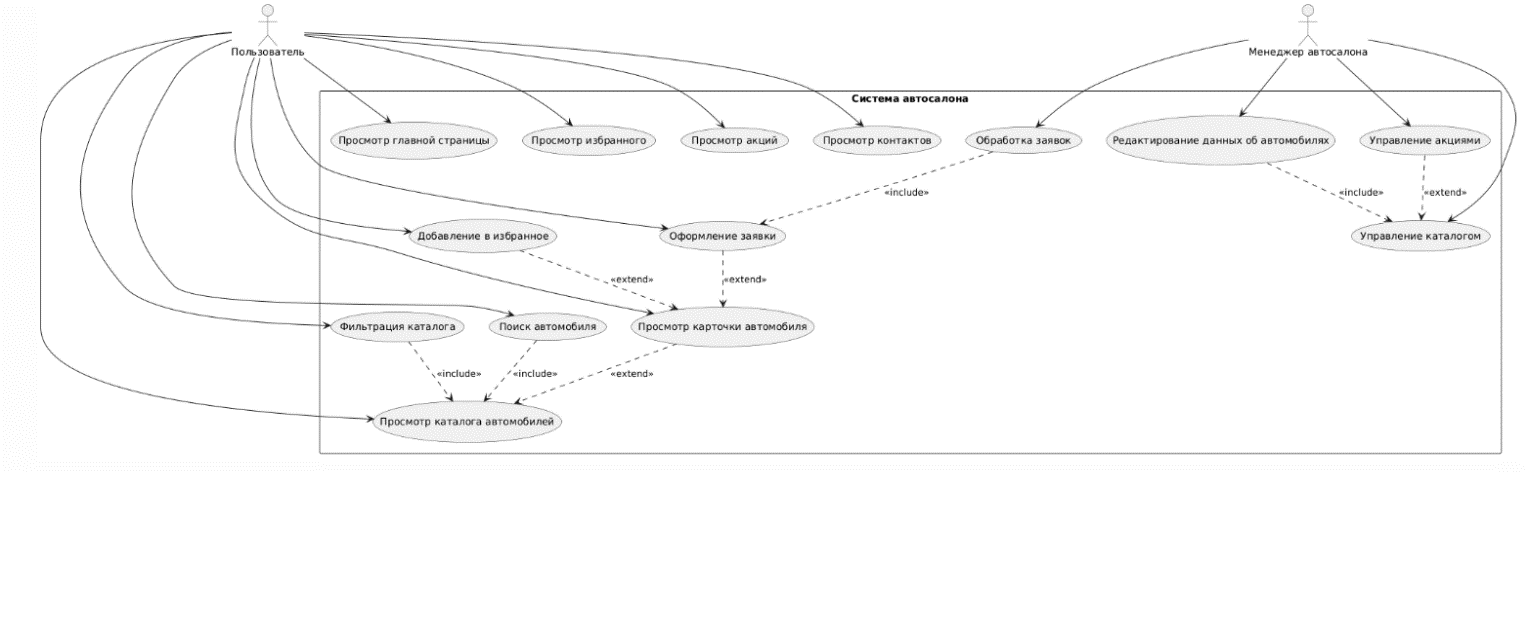 Пользователь
Менеджер автосалона
Система автосалона
Просмотр главной страницы
Просмотр избранного
Просмотр акций
Просмотр контактов
Обработка заявок
Редактирование данных об автомобилях
Управление акциями
«include»
«include»
«extend»
Добавление в избранное
Оформление заявки
Управление каталогом
«extend»
«extend»
Фильтрация каталога
Поиск автомобиля
Просмотр карточки автомобиля
«include»
«include»
«extend»
Просмотр каталога автомобилей